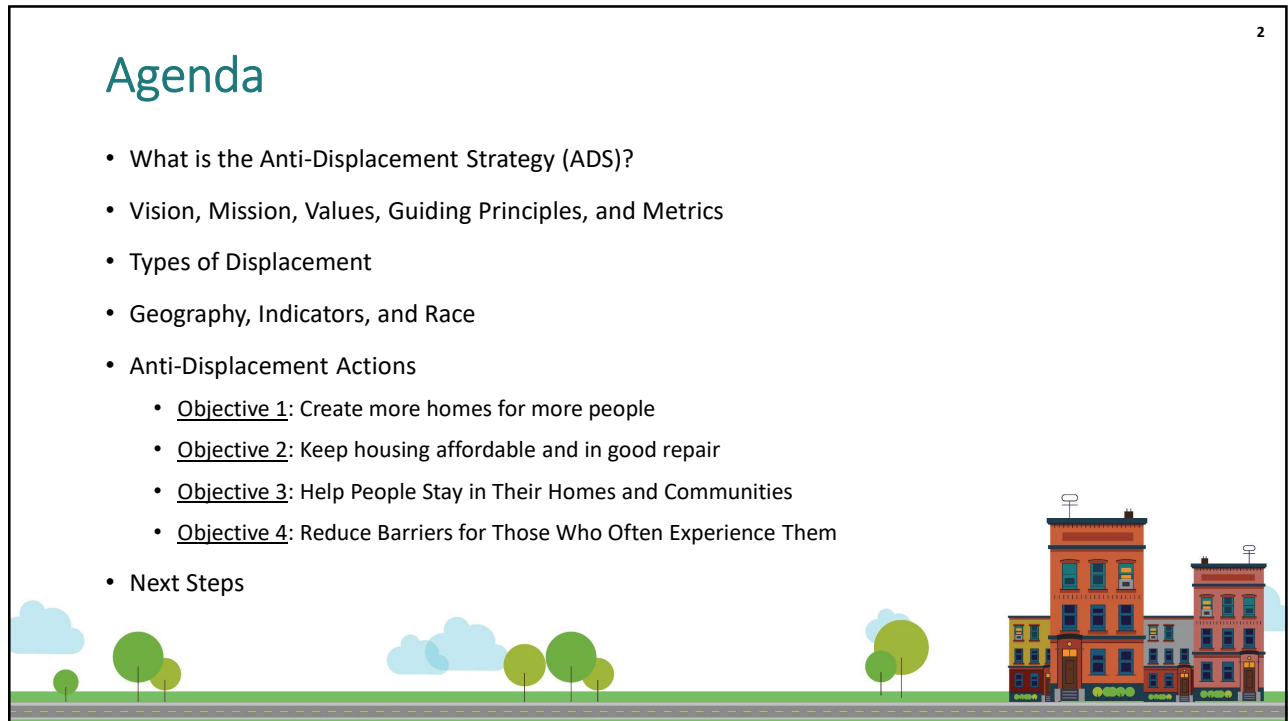 2
Agenda
• What is the Anti-Displacement Strategy (ADS)?
• Vision, Mission, Values, Guiding Principles, and Metrics
• Types of Displacement
• Geography, Indicators, and Race
• Anti-Displacement Actions
• Objective 1: Create more homes for more people
• Objective 2: Keep housing affordable and in good repair
• Objective 3: Help People Stay in Their Homes and Communities
• Objective 4: Reduce Barriers for Those Who Often Experience Them
• Next Steps